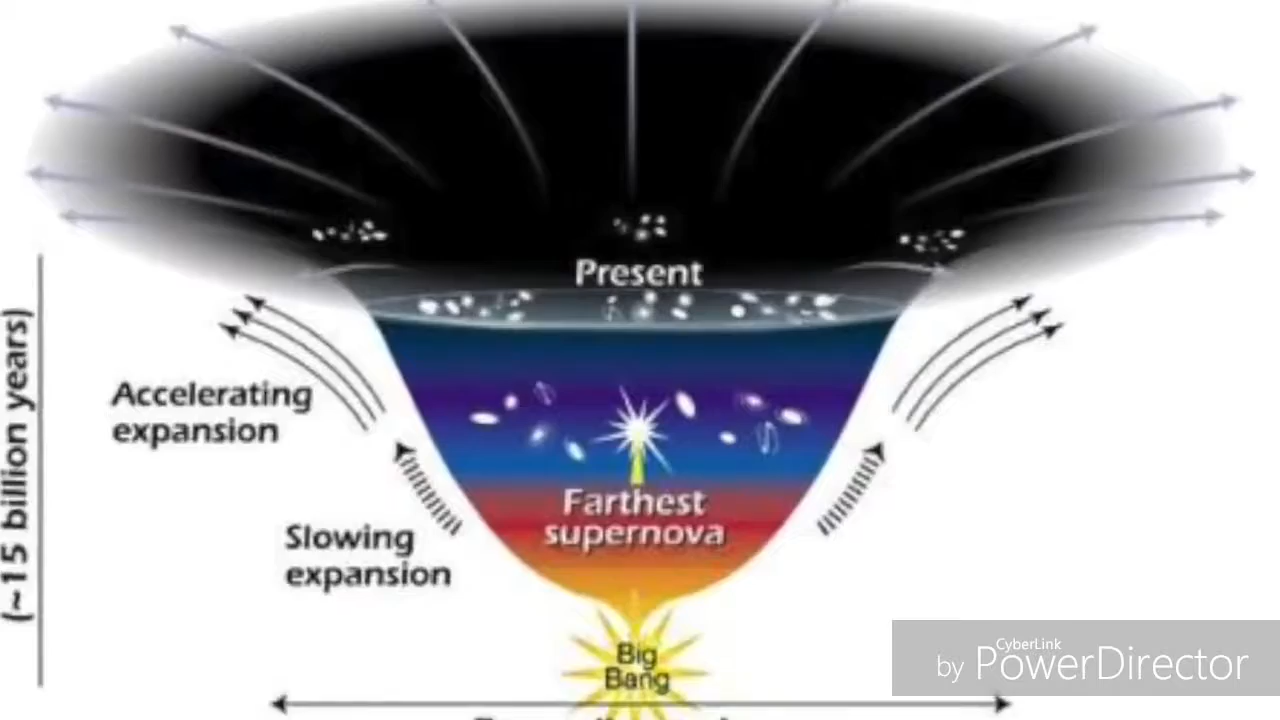 Present
(~15 billion years)
Accelerating
expansion
Farthest
supernova
Slowing
expansion
Big
Bang
CyberLink
by PowerDirector